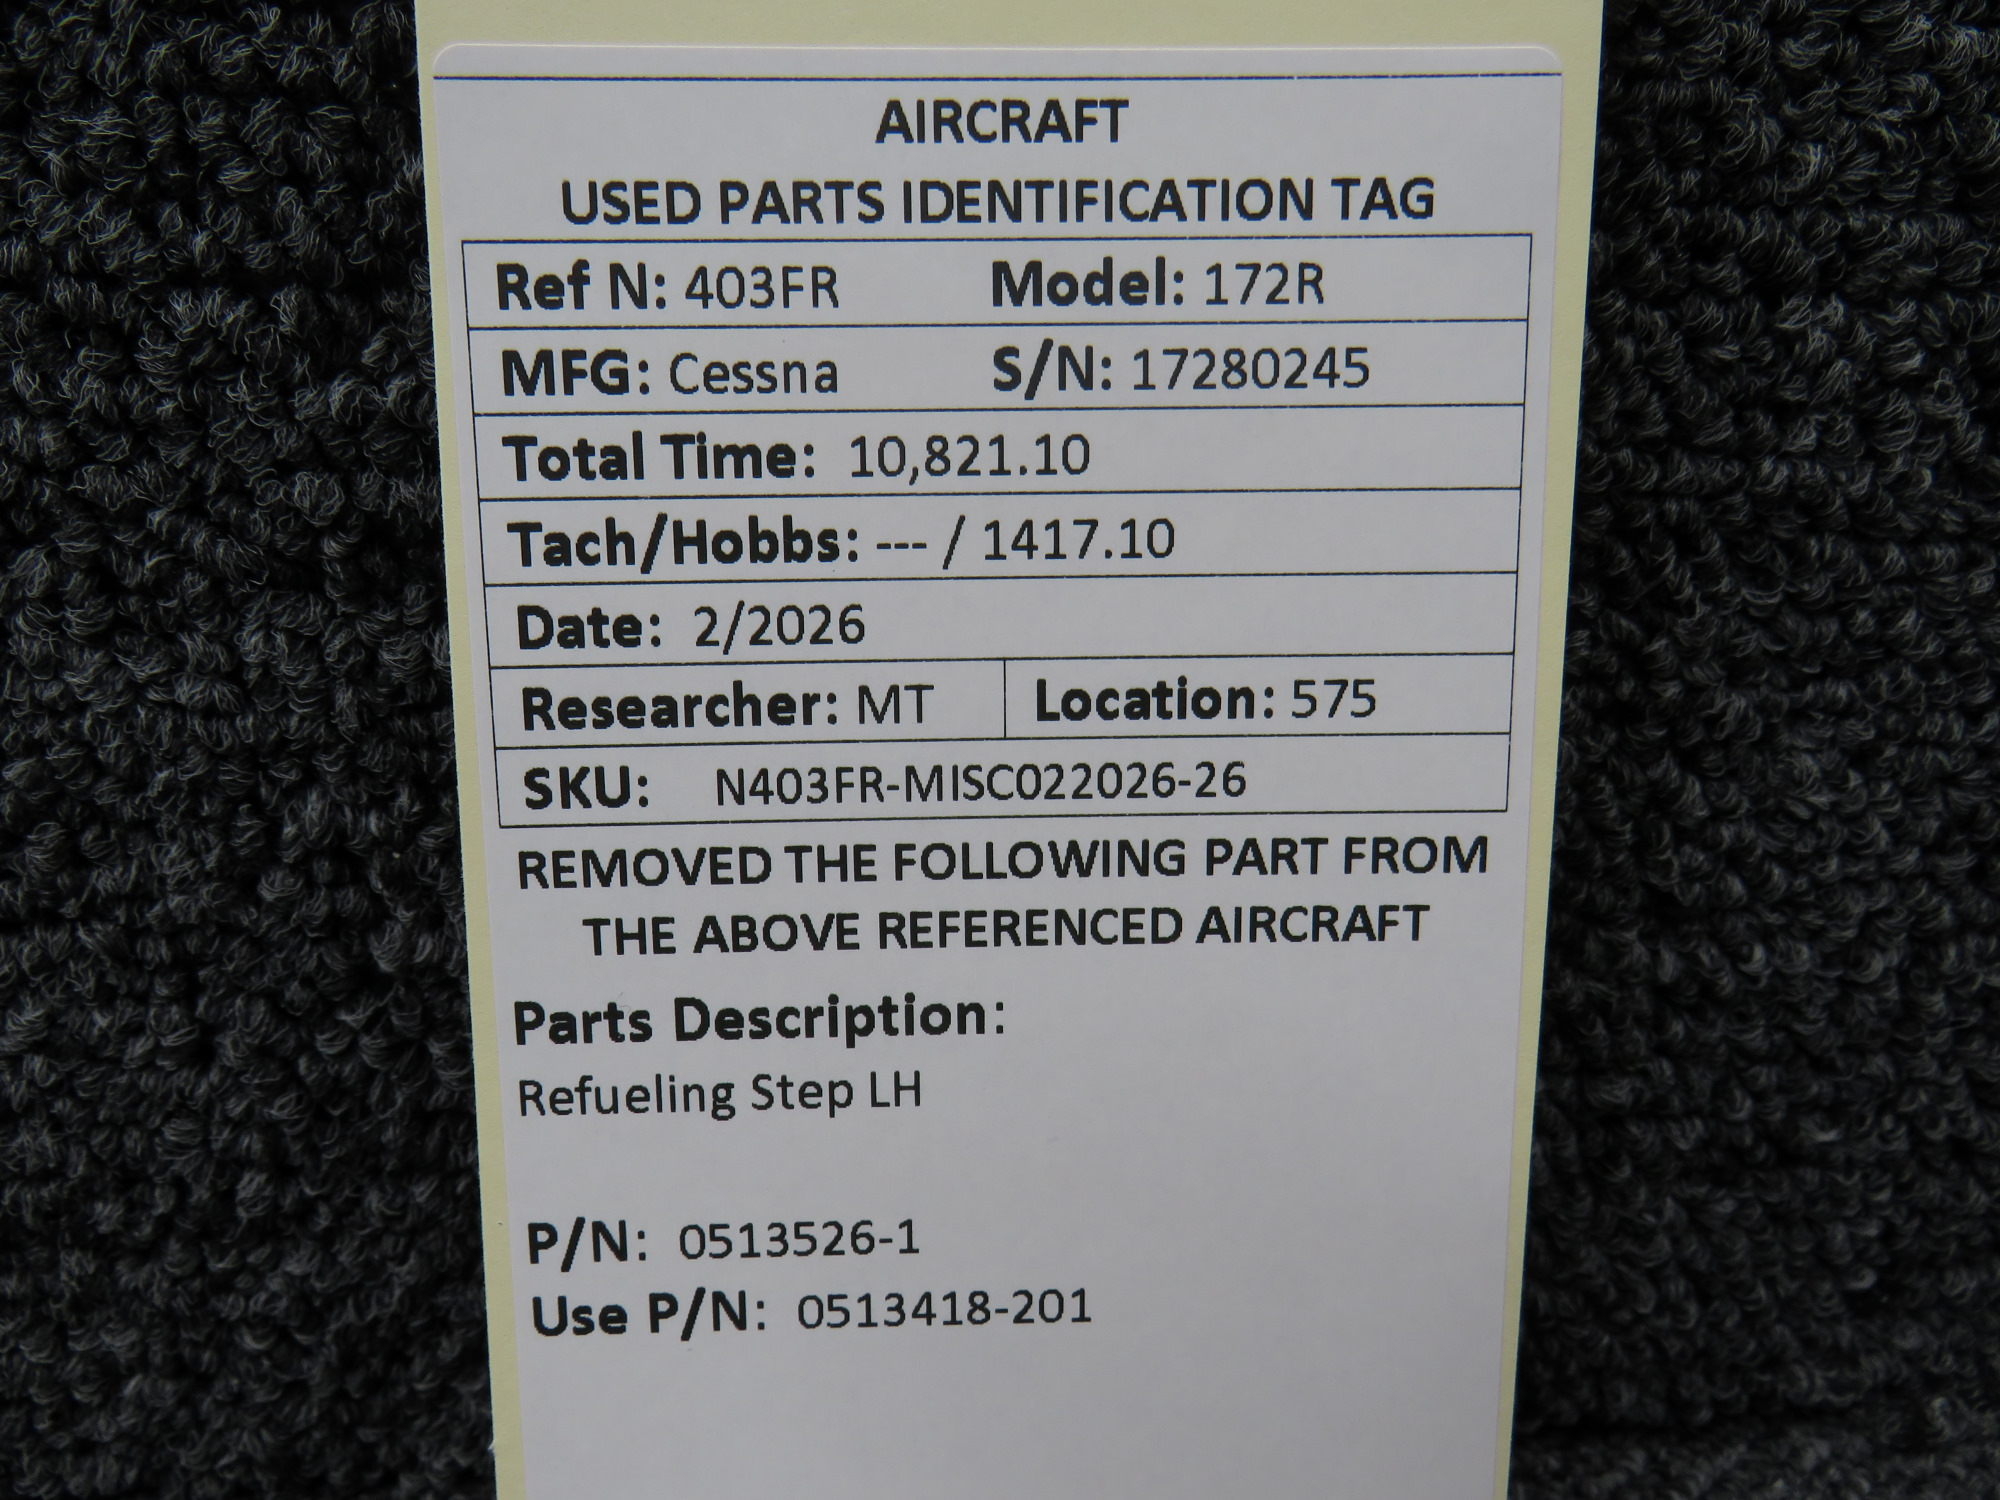 AIRCRAFT
USED PARTS IDENTIFICATION TAG
Ref N: 403FR Model: 172R
MFG: Cessna S/N: 17280245
Total Time: 10,821.10
Tach/Hobbs: --- / 1417.10
Date: 2/2026
Researcher: MT Location: 575
SKU: N403FR-MISC022026-26
REMOVED THE FOLLOWING PART FROM
THE ABOVE REFERENCED AIRCRAFT
Parts Description:
Refueling Step LH
P/N: 0513526-1
Use P/N: 0513418-201